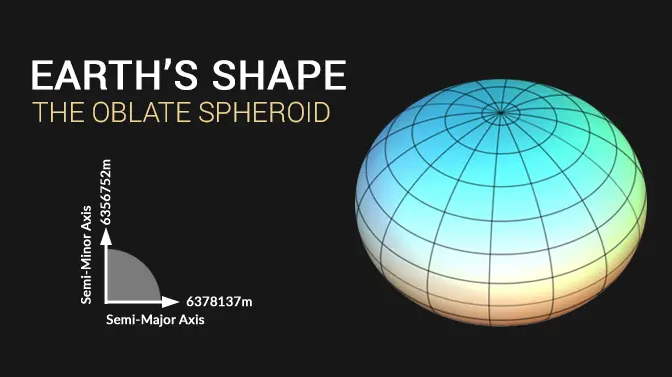 EARTH'S SHAPE
THE OBLATE SPHEROID
Semi-Minor Axis
6356752m
6378137m
Semi-Major Axis